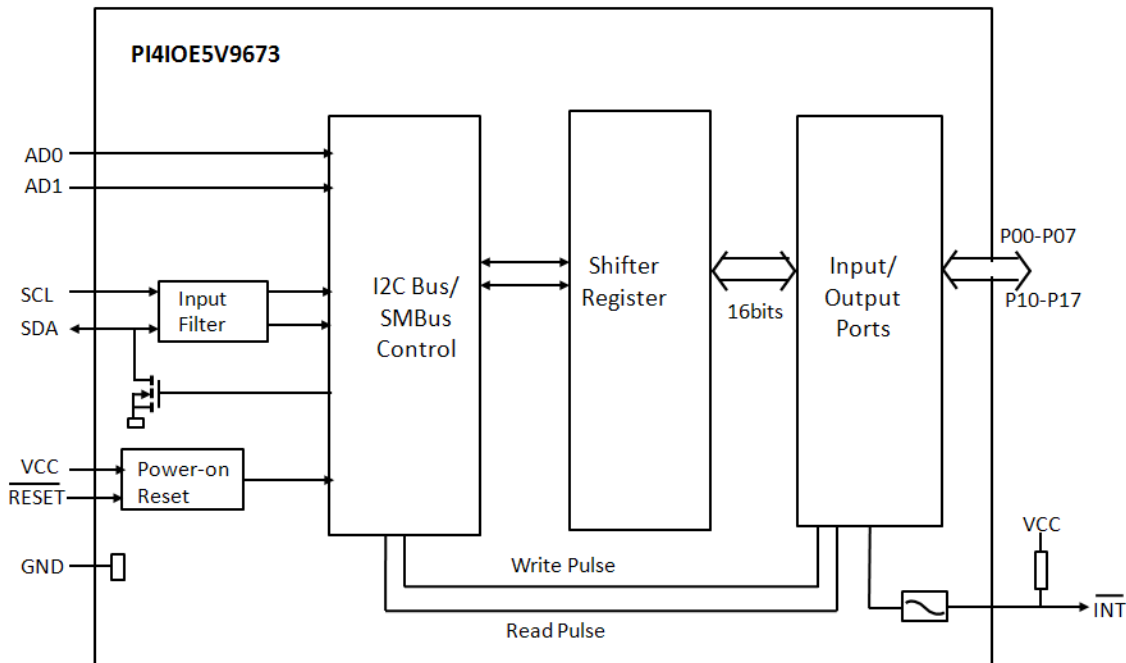 PI4IOE5V9673
AD0
AD1
SCL
SDA
VCC
RESET
GND
Input
Filter
Power-on
Reset
I2C Bus/
SMBus
Control
Shifter
Register
16bits
Input/
Output
Ports
P00-P07
P10-P17
Write Pulse
Read Pulse
VCC
INT